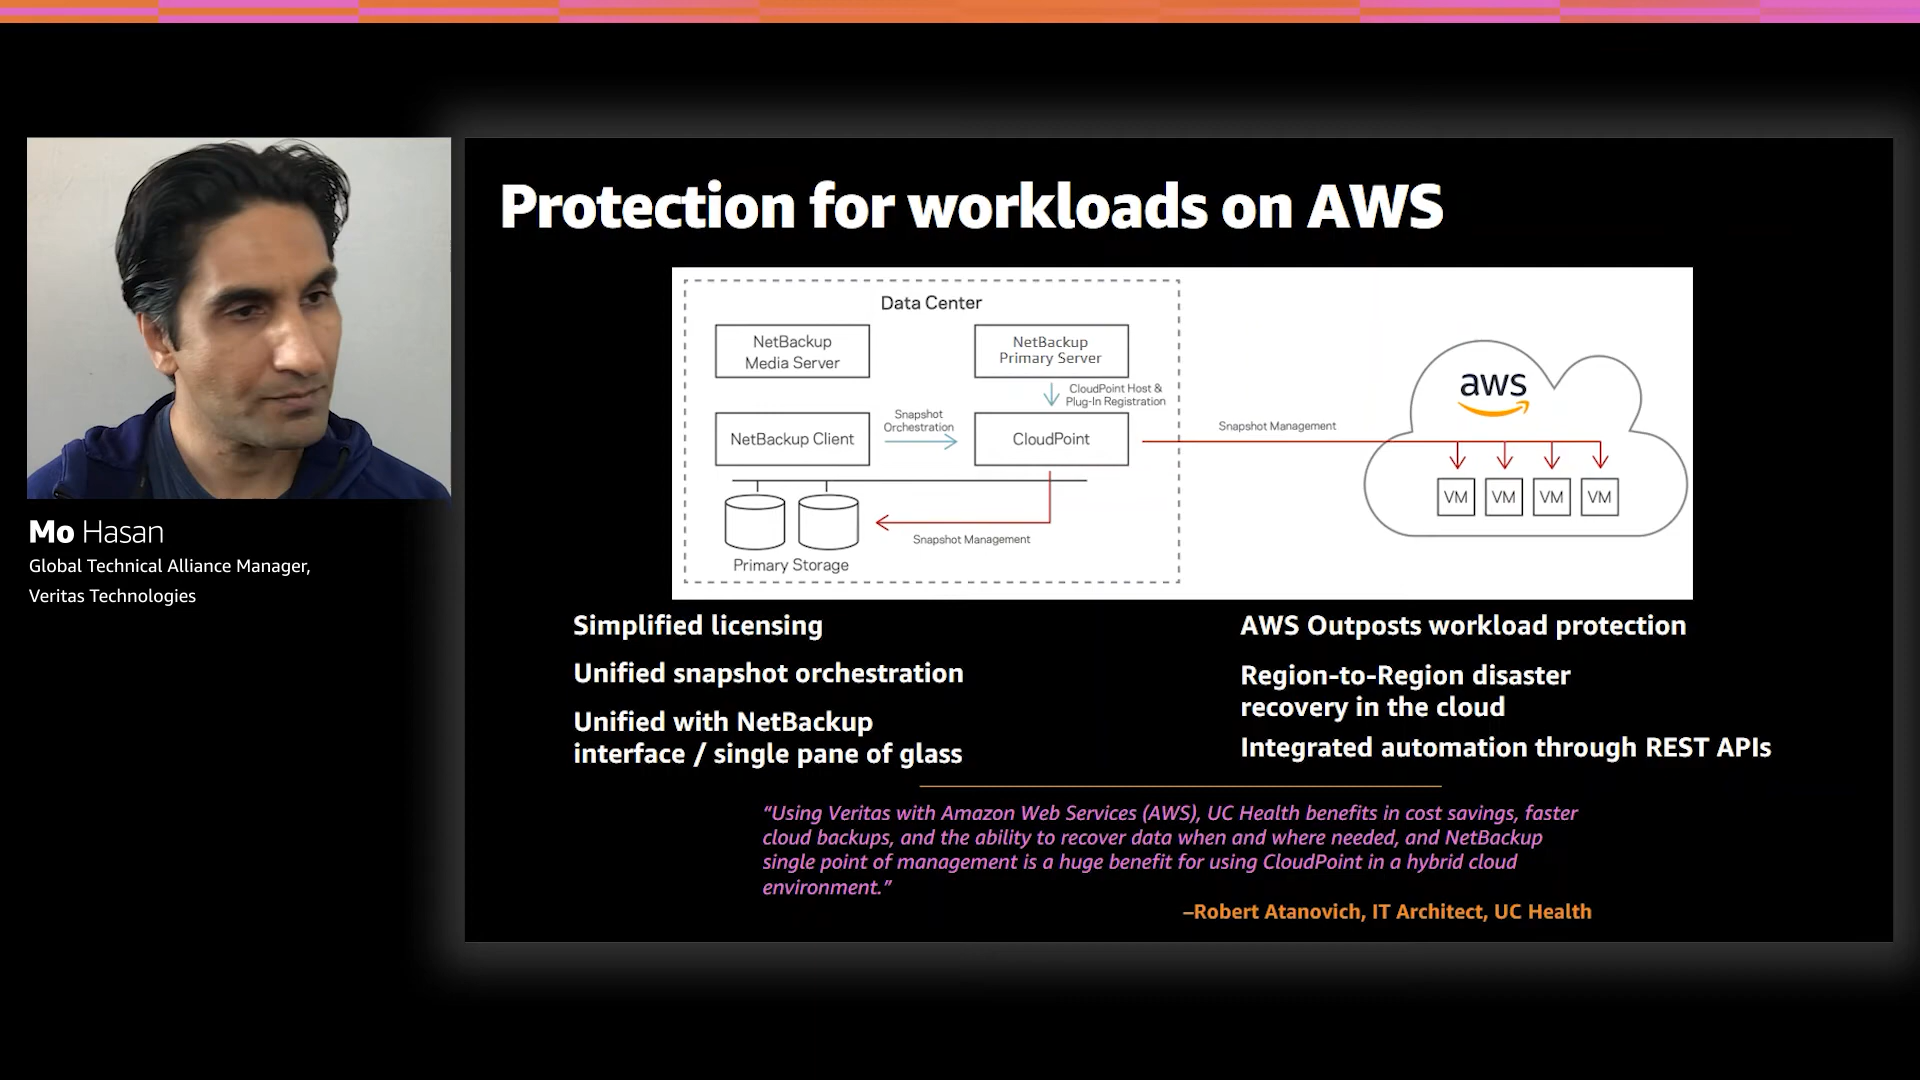 Protection for workloads on AWS
Data Center
NetBackup
Media Server
NetBackup
Primary Server
CloudPoint Host &
Plug-In Registration
NetBackup Client
Snapshot
Orchestration
CloudPoint
Snapshot Management
aws
VM VM VM VM
Snapshot Management
Primary Storage
Mo Hasan
Global Technical Alliance Manager,
Veritas Technologies
Simplified licensing
Unified snapshot orchestration
Unified with NetBackup
interface / single pane of glass
AWS Outposts workload protection
Region-to-Region disaster
recovery in the cloud
Integrated automation through REST APIs
“Using Veritas with Amazon Web Services (AWS), UC Health benefits in cost savings, faster
cloud backups, and the ability to recover data when and where needed, and NetBackup
single point of management is a huge benefit for using CloudPoint in a hybrid cloud
environment.”
–Robert Atanovich, IT Architect, UC Health